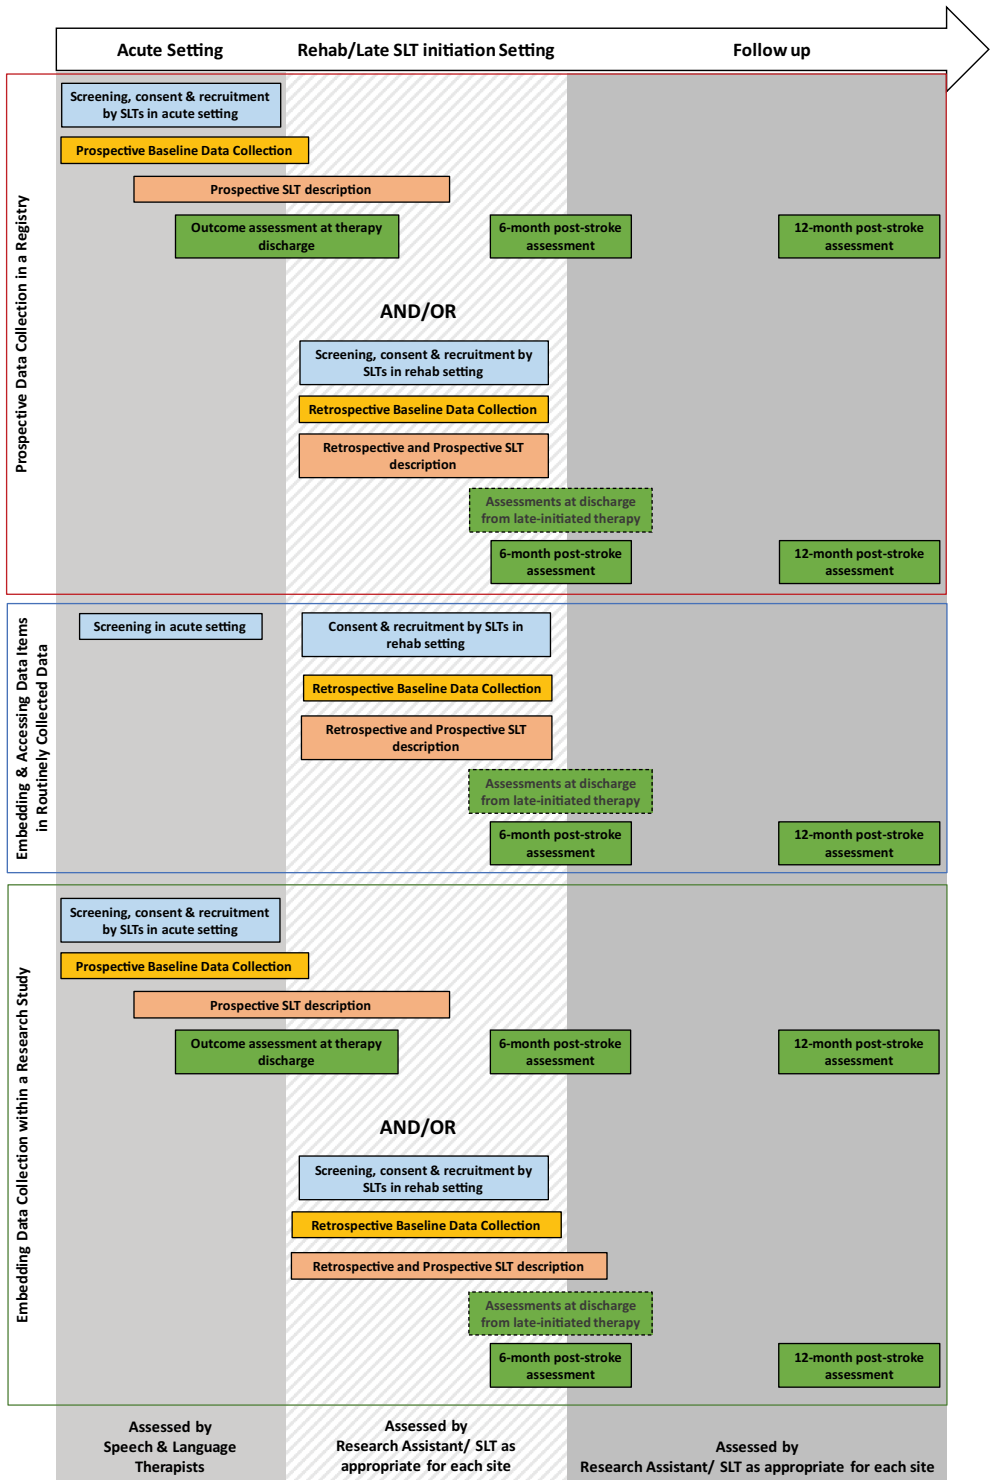 Acute Setting
Rehab/Late SLT initiation Setting
Follow up
Prospective Data Collection in a Registry
Screening, consent & recruitment
by SLTs in acute setting
Prospective Baseline Data Collection
Prospective SLT description
Outcome assessment at therapy
discharge
6-month post-stroke
assessment
12-month post-stroke
assessment
AND/OR
Screening, consent & recruitment by
SLTs in rehab setting
Retrospective Baseline Data Collection
Retrospective and Prospective SLT
description
Assessments at discharge
from late-initiated therapy
6-month post-stroke
assessment
12-month post-stroke
assessment
Embedding & Accessing Data Items
in Routinely Collected Data
Screening in acute setting
Consent & recruitment by SLTs in
rehab setting
Retrospective Baseline Data Collection
Retrospective and Prospective SLT
description
Assessments at discharge
from late-initiated therapy
6-month post-stroke
assessment
12-month post-stroke
assessment
Embedding Data Collection within a Research Study
Screening, consent & recruitment
by SLTs in acute setting
Prospective Baseline Data Collection
Prospective SLT description
Outcome assessment at therapy
discharge
6-month post-stroke
assessment
12-month post-stroke
assessment
AND/OR
Screening, consent & recruitment by
SLTs in rehab setting
Retrospective Baseline Data Collection
Retrospective and Prospective SLT description
Assessments at discharge
from late-initiated therapy
6-month post-stroke
assessment
12-month post-stroke
assessment
Assessed by
Speech & Language
Therapists
Assessed by
Research Assistant/ SLT as
appropriate for each site
Assessed by
Research Assistant/ SLT as appropriate for each site